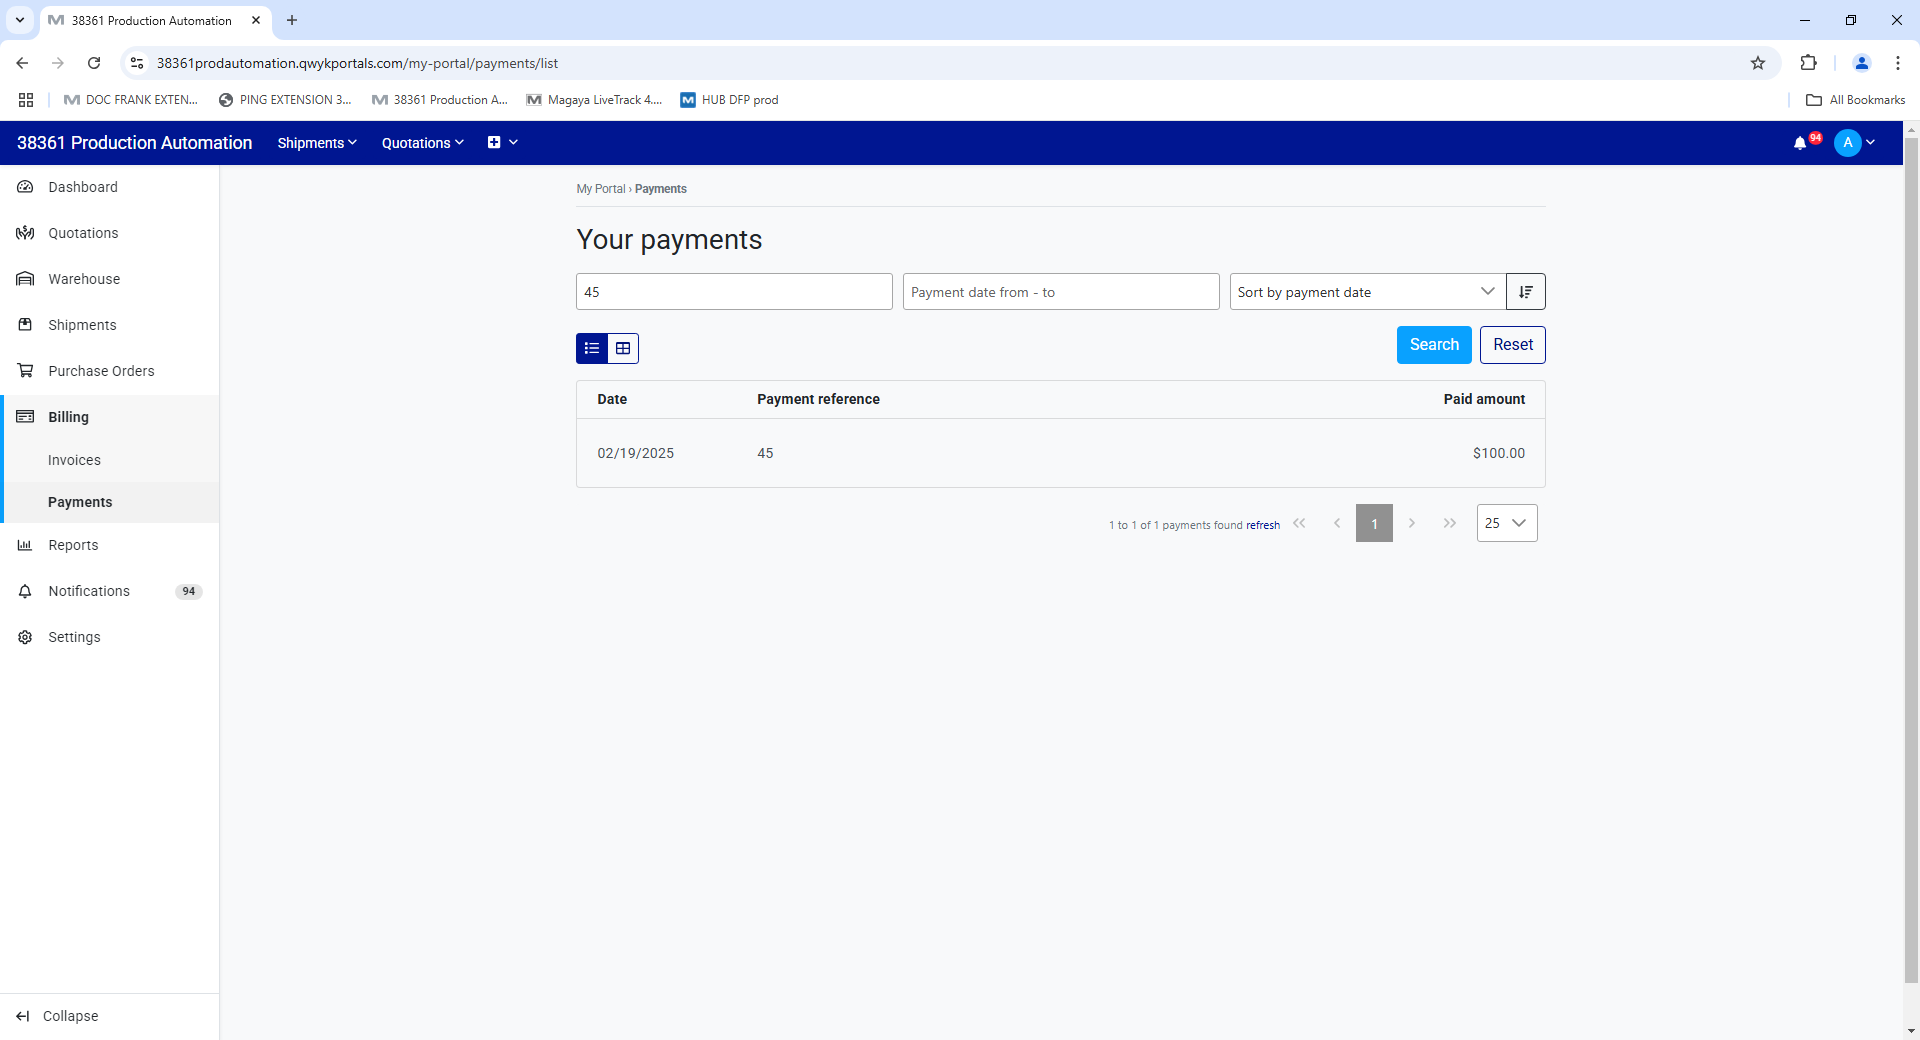 38361 Production Automation
38361prodautomation.qwykportals.com/my-portal/payments/list
DOC FRANK EXTEN...
PING EXTENSION 3...
38361 Production A...
Magaya LiveTrack 4....
HUB DFP prod
All Bookmarks
38361 Production Automation
Shipments
Quotations
94
A
Dashboard
Quotations
Warehouse
Shipments
Purchase Orders
Billing
Invoices
Payments
Reports
Notifications
94
Settings
Collapse
My Portal › Payments
Your payments
45
Payment date from - to
Sort by payment date
Search
Reset
Date
Payment reference
Paid amount
02/19/2025
45
$100.00
1 to 1 of 1 payments found refresh
1
25